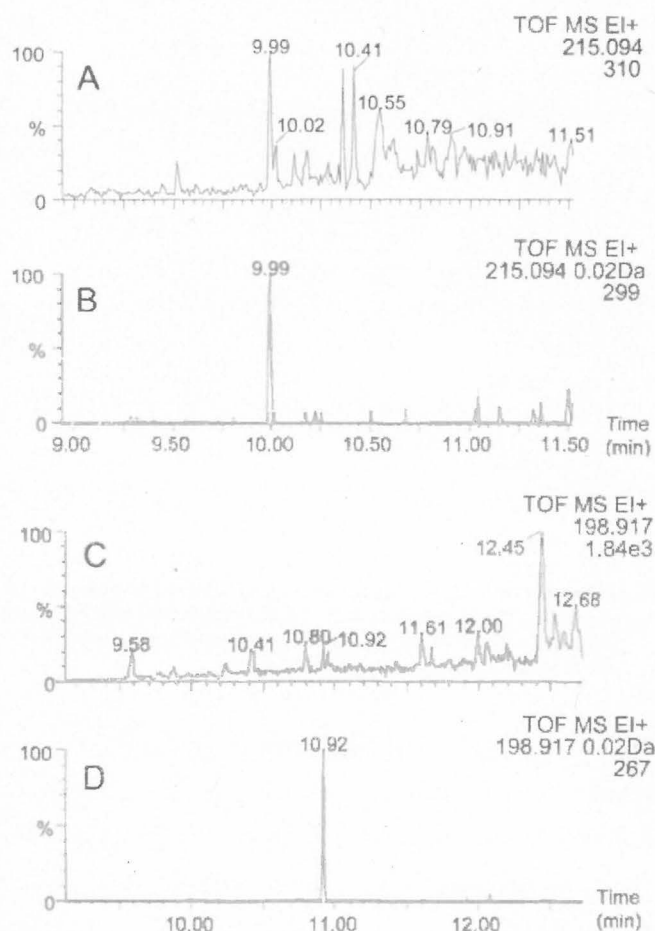 TOF MS EI+
215.094
310
A
100
%
0
9.99
10.02
10.41
10.55
10.79
10.91
11.51
TOF MS EI+
215.094 0.02Da
299
B
100
%
0
9.99
9.00 9.50 10.00 10.50 11.00 11.50
Time
(min)
TOF MS EI+
198.917
1.84e3
C
100
%
0
9.58
10.41
10.80
10.92
11.61
12.00
12.45
12.68
TOF MS EI+
198.917 0.02Da
267
D
100
%
0
10.92
10.00 11.00 12.00
Time
(min)